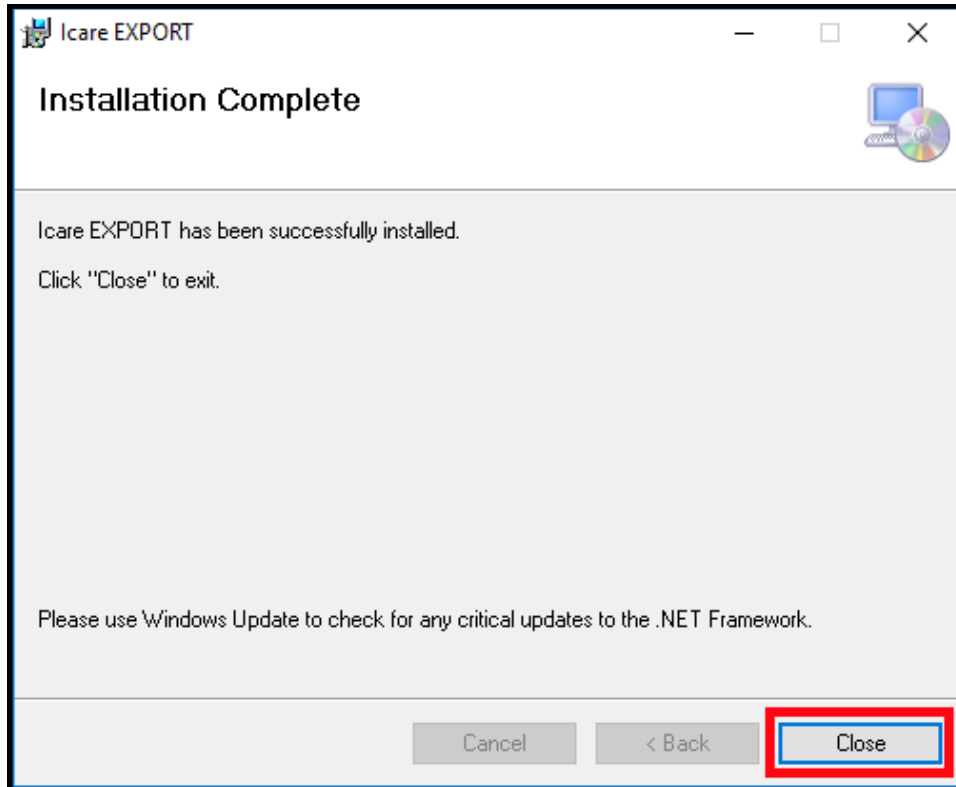 Icare EXPORT
Installation Complete
Icare EXPORT has been successfully installed.
Click "Close" to exit.
Please use Windows Update to check for any critical updates to the .NET Framework.
Cancel
< Back
Close